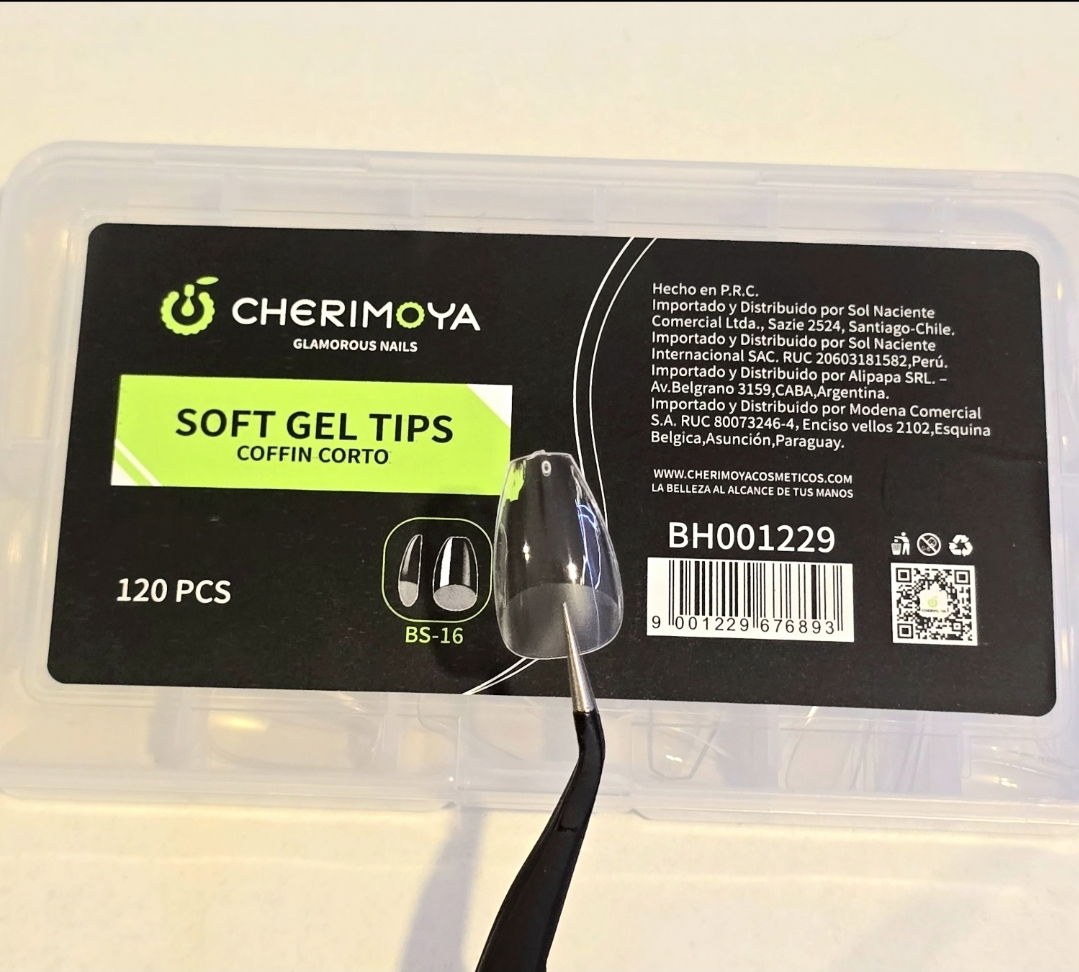 CHERIMOYA
GLAMOROUS NAILS
SOFT GEL TIPS
COFFIN CORTO
120 PCS
BS-16
Hecho en P.R.C.
Importado y Distribuido por Sol Naciente
Comercial Ltda., Sazie 2524, Santiago-Chile.
Importado y Distribuido por Sol Naciente
Internacional SAC. RUC 20603181582,Perú.
Importado y Distribuido por Alipapa SRL. –
Av.Belgrano 3159,CABA,Argentina.
Importado y Distribuido por Modena Comercial
S.A. RUC 80073246-4, Enciso vellos 2102,Esquina
Belgica,Asunción,Paraguay.
WWW.CHERIMOYACOSMETICOS.COM
LA BELLEZA AL ALCANCE DE TUS MANOS
BH001229
9 001229 676893